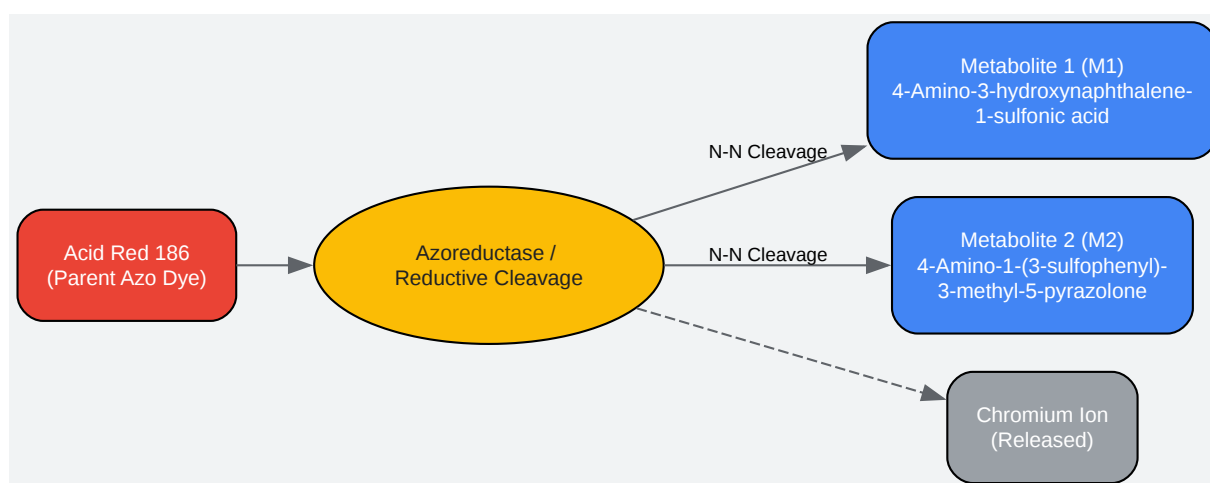 Acid Red 186
(Parent Azo Dye)
Azoreductase /
Reductive Cleavage
N-N Cleavage
N-N Cleavage
Metabolite 1 (M1)
4-Amino-3-hydroxynaphthalene-
1-sulfonic acid
Metabolite 2 (M2)
4-Amino-1-(3-sulfophenyl)-
3-methyl-5-pyrazolone
Chromium Ion
(Released)